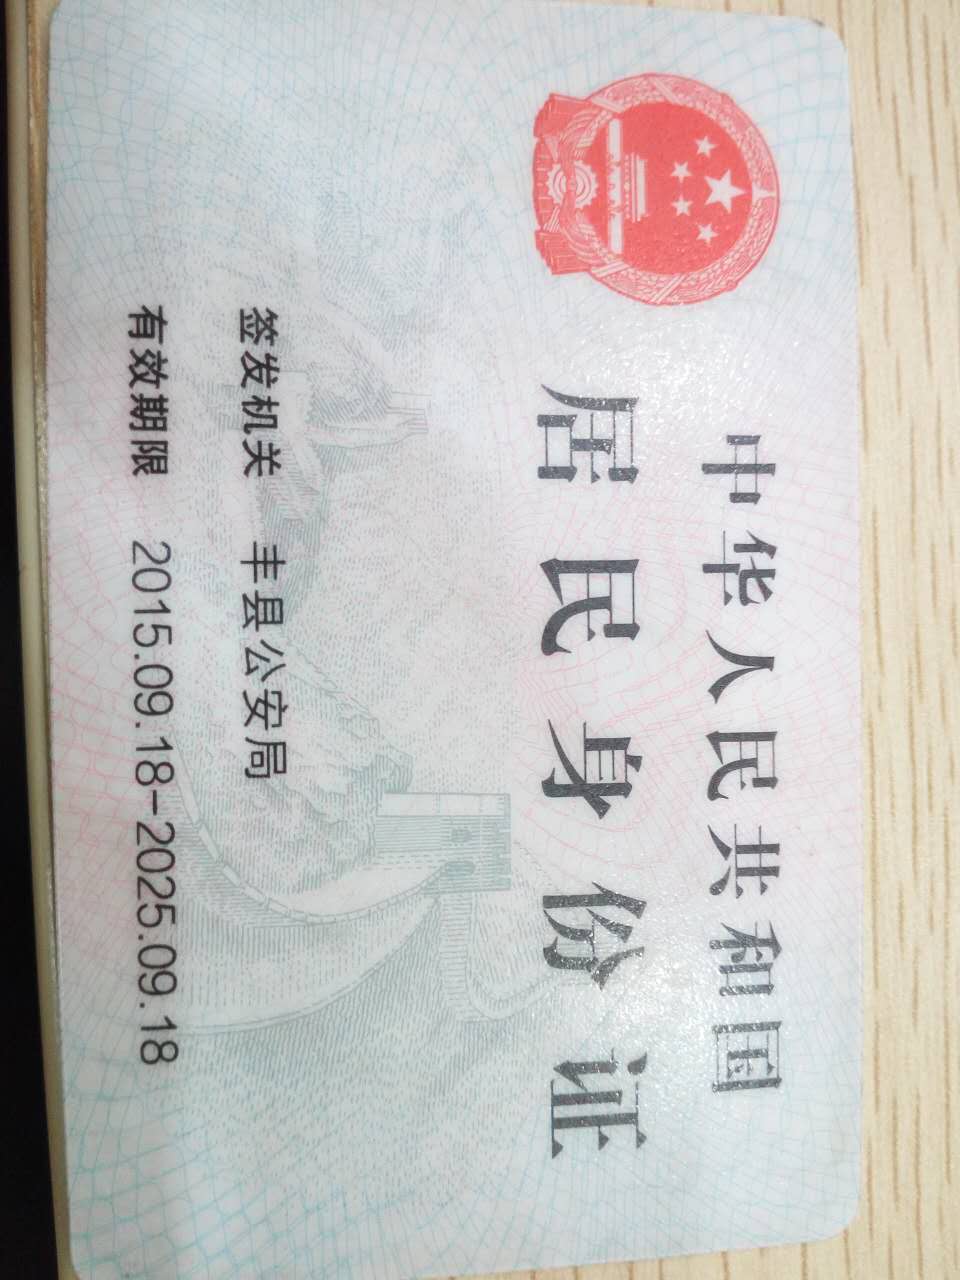 中华人民共和国
居民身份证
签发机关 丰县公安局
有效期限 2015.09.18-2025.09.18